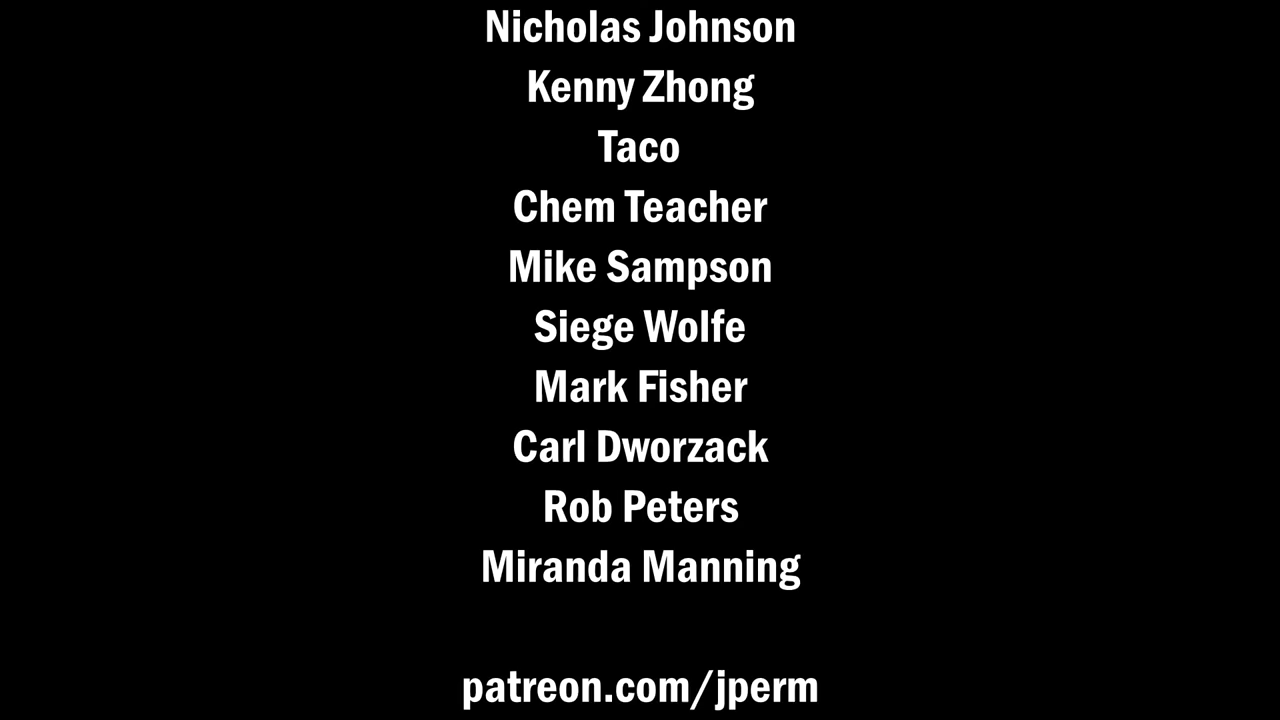 Nicholas Johnson
Kenny Zhong
Taco
Chem Teacher
Mike Sampson
Siege Wolfe
Mark Fisher
Carl Dworzack
Rob Peters
Miranda Manning
patreon.com/jperm